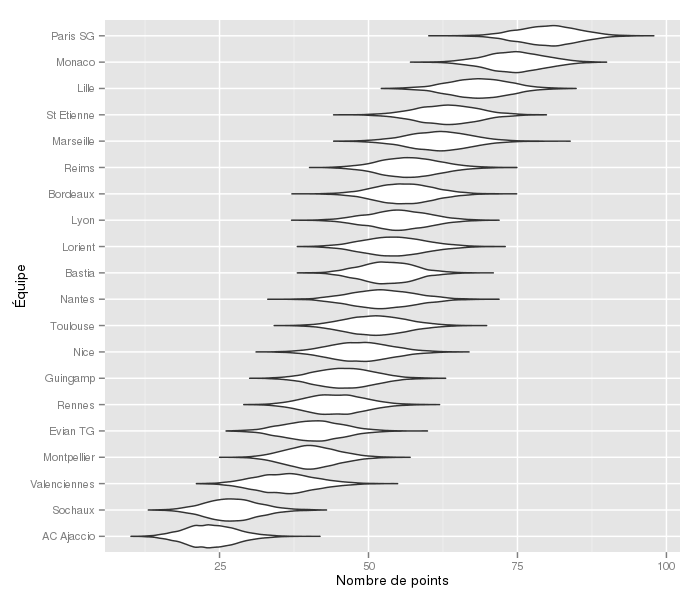 Paris SG
Monaco
Lille
St Etienne
Marseille
Reims
Bordeaux
Lyon
Lorient
Bastia
Nantes
Toulouse
Nice
Guingamp
Rennes
Evian TG
Montpellier
Valenciennes
Sochaux
AC Ajaccio
Équipe
25 50 75 100
Nombre de points